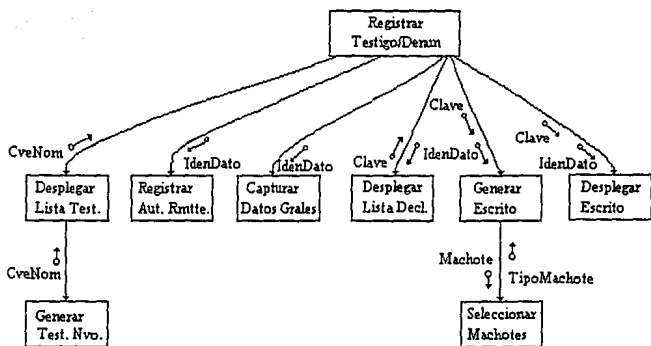 Registrar
Testigo/Denun
Clave
Clave
CveNom
IdenDato
IdenDato
Clave
IdenDato
IdenDato
Desplegar
Lista Test.
Registrar
Aut. Rmtte.
Capturar
Datos Grales
Desplegar
Lista Decl.
Generar
Escrito
Desplegar
Escrito
CveNom
Machote
TipoMachote
Generar
Test. Nvo.
Seleccionar
Machotes